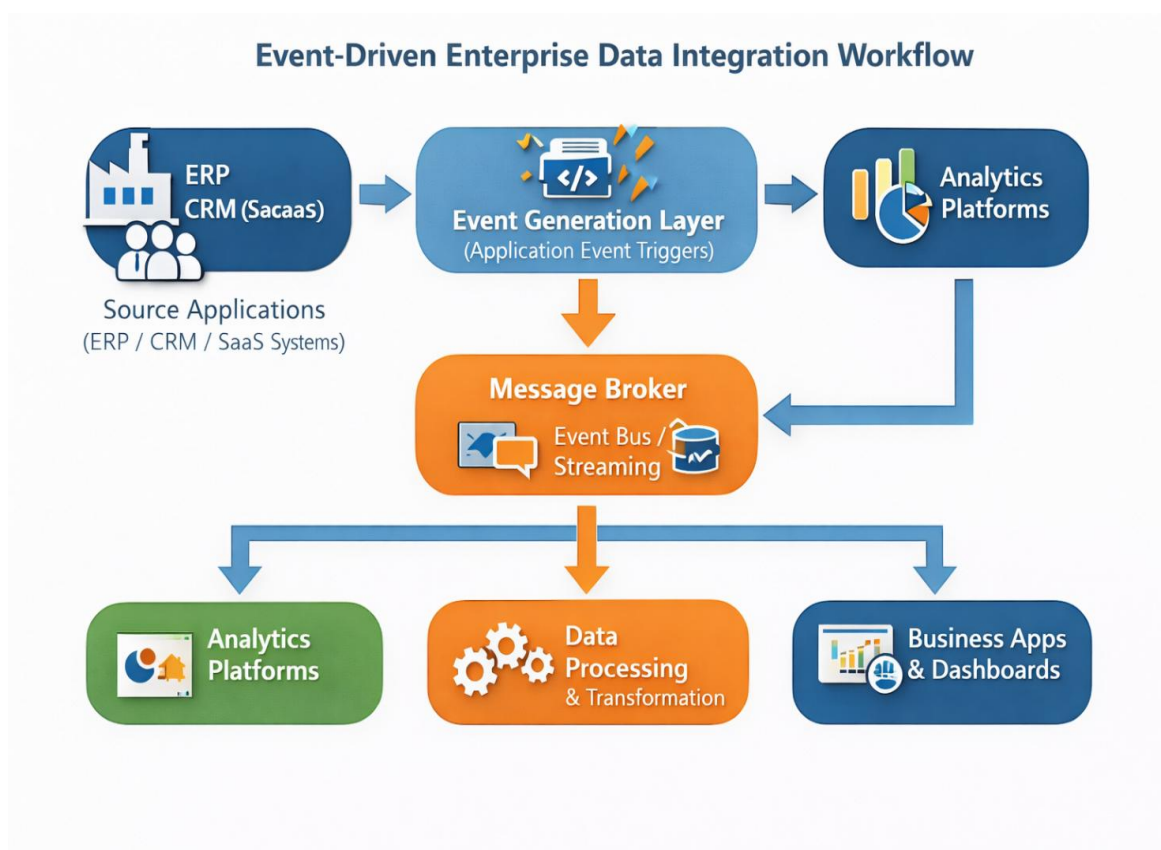 Event-Driven Enterprise Data Integration Workflow
ERP
CRM (Sacaas)
Source Applications
(ERP / CRM / SaaS Systems)
</>
Event Generation Layer
(Application Event Triggers)
Analytics
Platforms
Message Broker
Event Bus /
Streaming
Analytics
Platforms
Data
Processing
& Transformation
Business Apps
& Dashboards